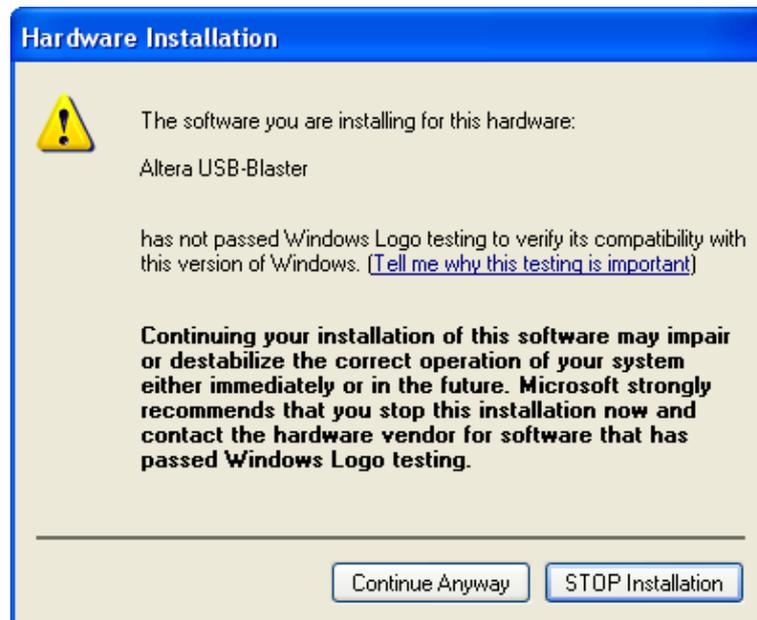 Hardware Installation
The software you are installing for this hardware:
Altera USB-Blaster
has not passed Windows Logo testing to verify its compatibility with
this version of Windows. (Tell me why this testing is important)
Continuing your installation of this software may impair
or destabilize the correct operation of your system
either immediately or in the future. Microsoft strongly
recommends that you stop this installation now and
contact the hardware vendor for software that has
passed Windows Logo testing.
Continue Anyway STOP Installation